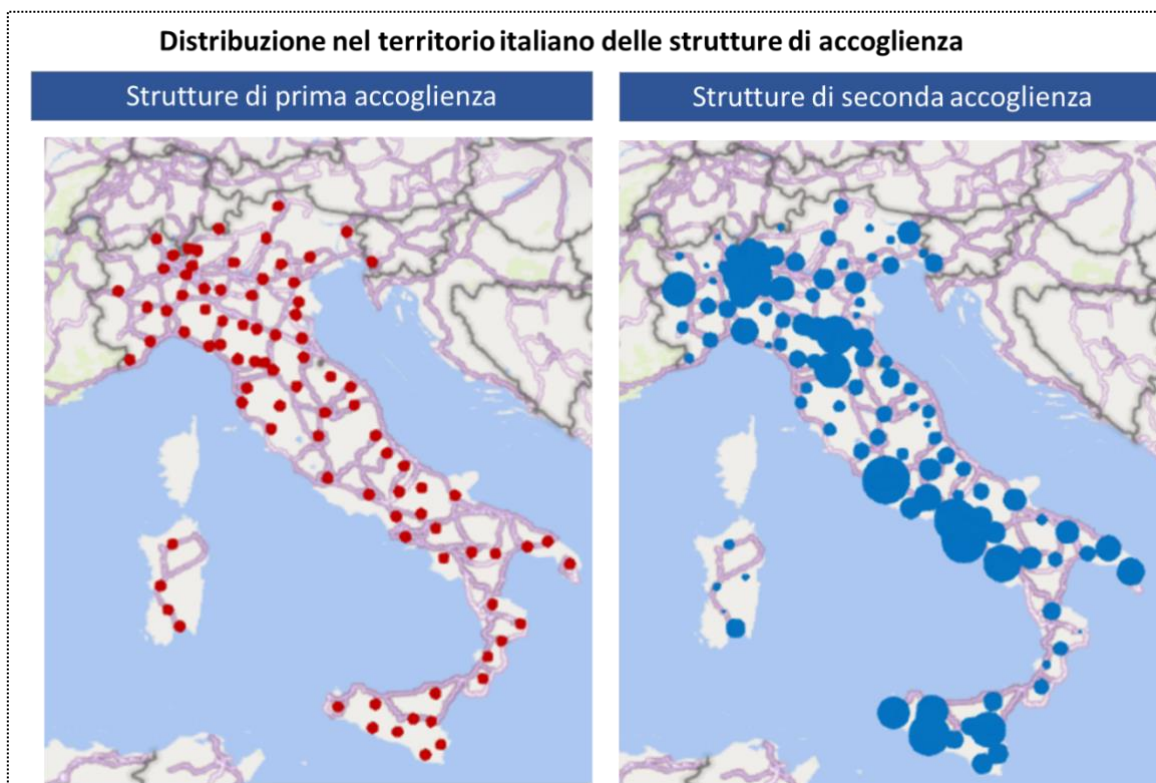 Distribuzione nel territorio italiano delle strutture di accoglienza
Strutture di prima accoglienza
Strutture di seconda accoglienza